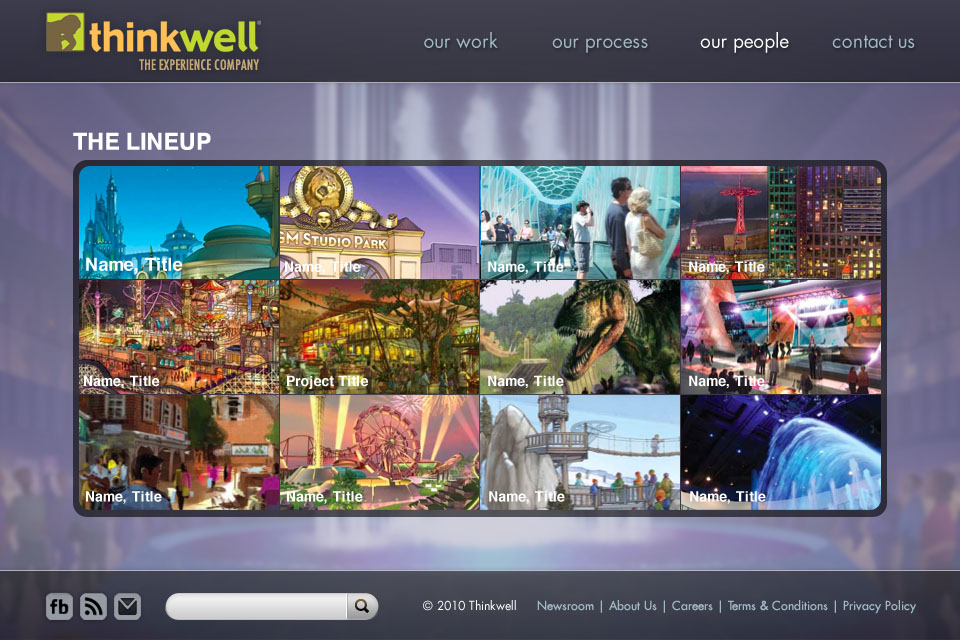 thinkwell®
THE EXPERIENCE COMPANY
our work our process our people contact us
THE LINEUP
GM STUDIO PARK
Name, Title Name, Title Name, Title Name, Title
Name, Title Project Title Name, Title Name, Title
Name, Title Name, Title Name, Title Name, Title
fb
© 2010 Thinkwell Newsroom | About Us | Careers | Terms & Conditions | Privacy Policy